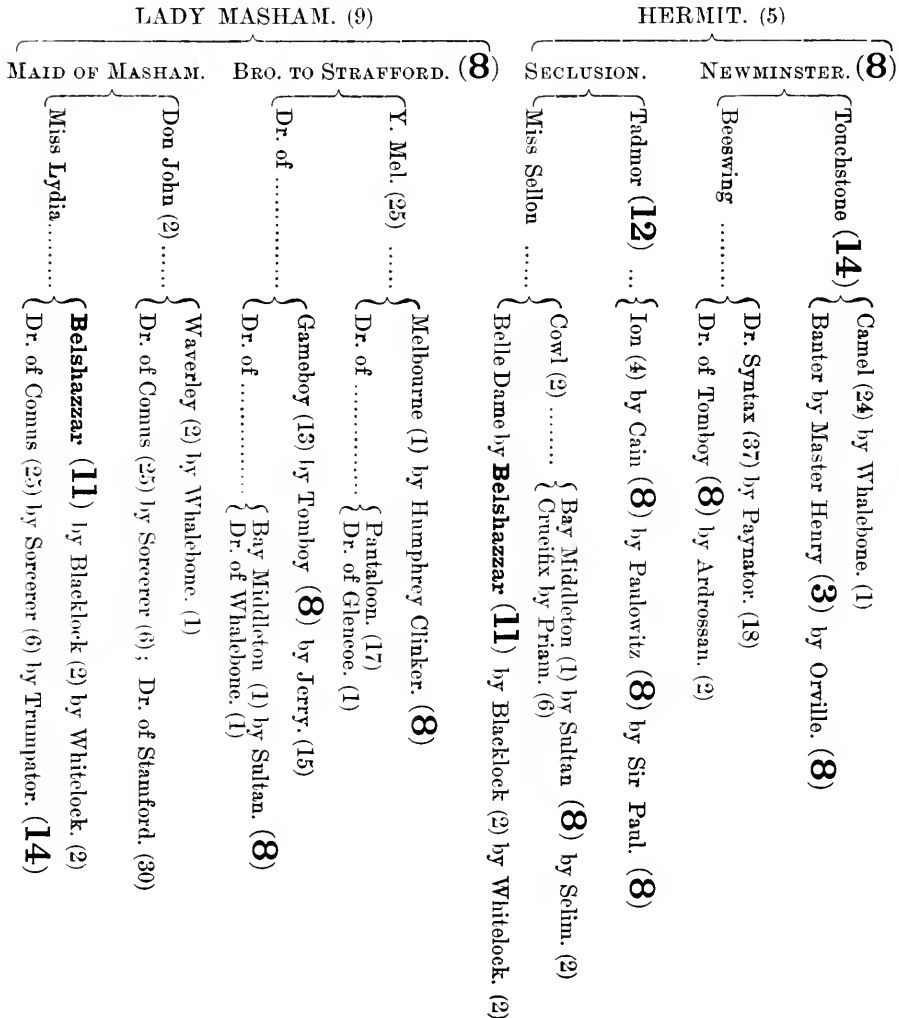 LADY MASHAM. (9)
HERMIT. (5)
MAID OF MASHAM.
BRO. TO STRAFFORD. (8)
SECLUSION.
NEWMINSTER. (8)
Touchstone (14)
Camel (24) by Whalebone. (1)
Banter by Master Henry (3) by Orville. (8)
Beeswing ........
Dr. Syntax (37) by Paynator. (18)
Dr. of Tomboy (8) by Ardrossan. (2)
Tadmor (12) ...
Ion (4) by Cain (8) by Paulowitz (8) by Sir Paul. (8)
Miss Sellon ......
Cowl (2) ........
Bay Middleton (1) by Sultan (8) by Selim. (2)
Crucifix by Priam. (6)
Belle Dame by Belshazzar (11) by Blacklock (2) by Whitelock. (2)
Y. Mel. (25) ......
Melbourne (1) by Humphrey Clinker. (8)
Dr. of ............
Pantaloon. (17)
Dr. of Glencoe. (1)
Dr. of ............
Gameboy (13) by Tomboy (8) by Jerry. (15)
Dr. of ............
Bay Middleton (1) by Sultan. (8)
Dr. of Whalebone. (1)
Don John (2) ......
Waverley (2) by Whalebone. (1)
Dr. of Comus (25) by Sorcerer (6); Dr. of Stamford. (30)
Miss Lydia........
Belshazzar (11) by Blacklock (2) by Whitelock. (2)
Dr. of Comus (25) by Sorcerer (6) by Trumpator. (14)